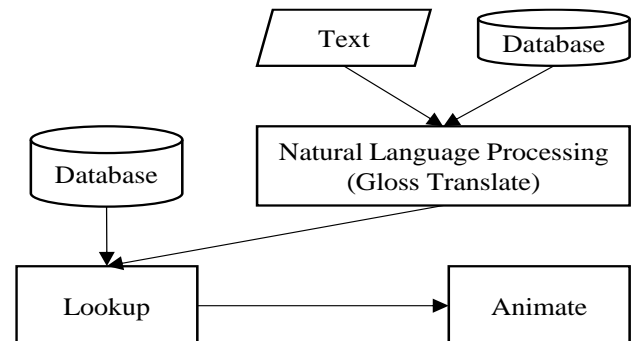 Text
Database
Natural Language Processing
(Gloss Translate)
Database
Lookup
Animate